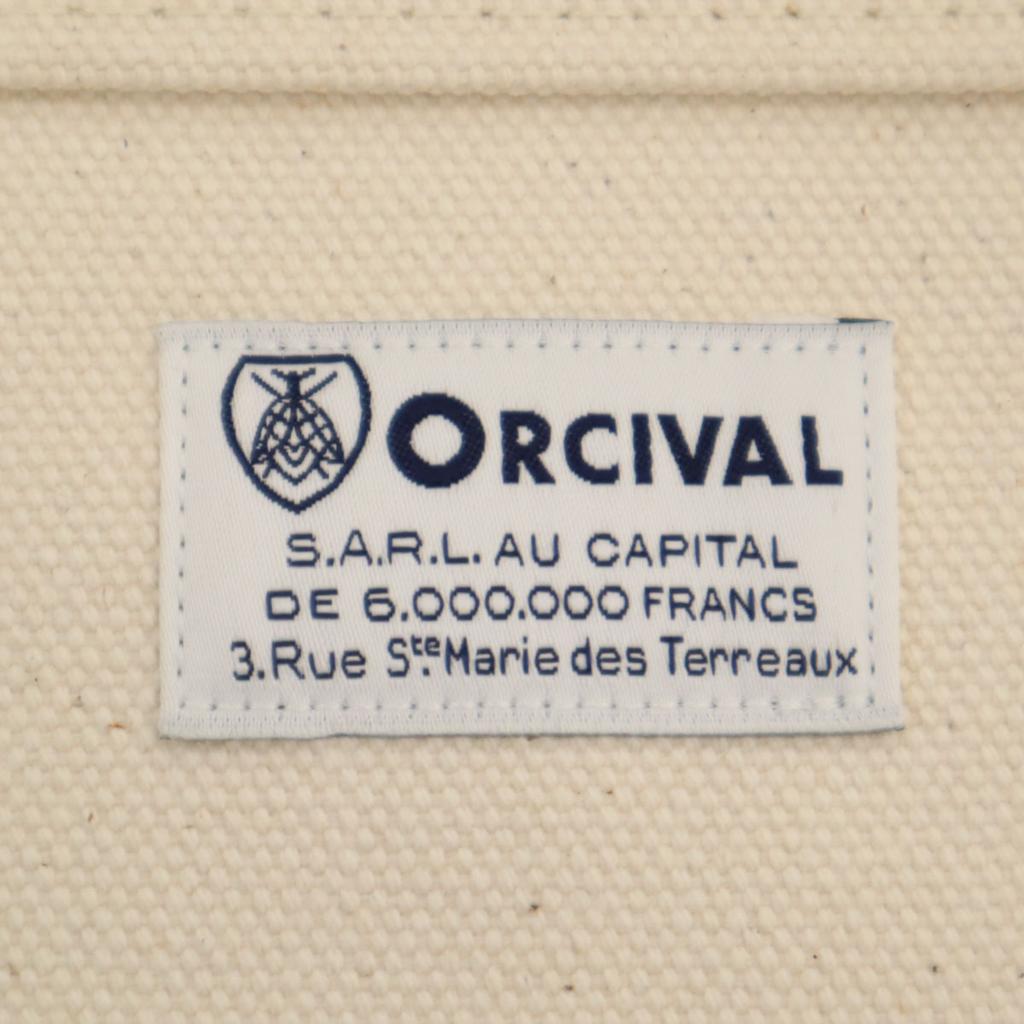 ORCIVAL
S.A.R.L. AU CAPITAL
DE 6.000.000 FRANCS
3.Rue Ste.Marie des Terreaux